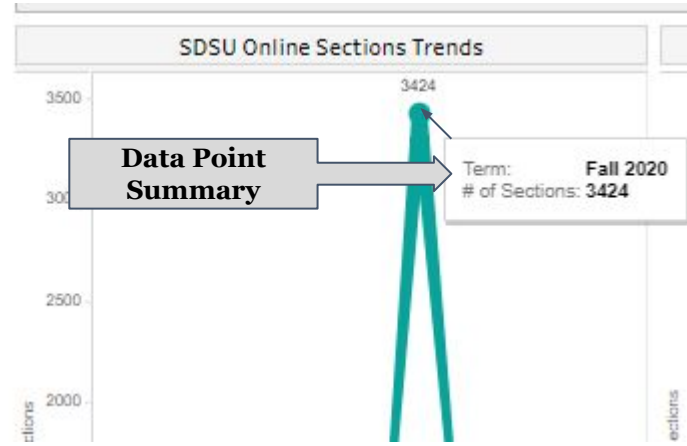 SDSU Online Sections Trends
3424
3500
Data Point
Summary
Term: Fall 2020
# of Sections: 3424
2500
2000